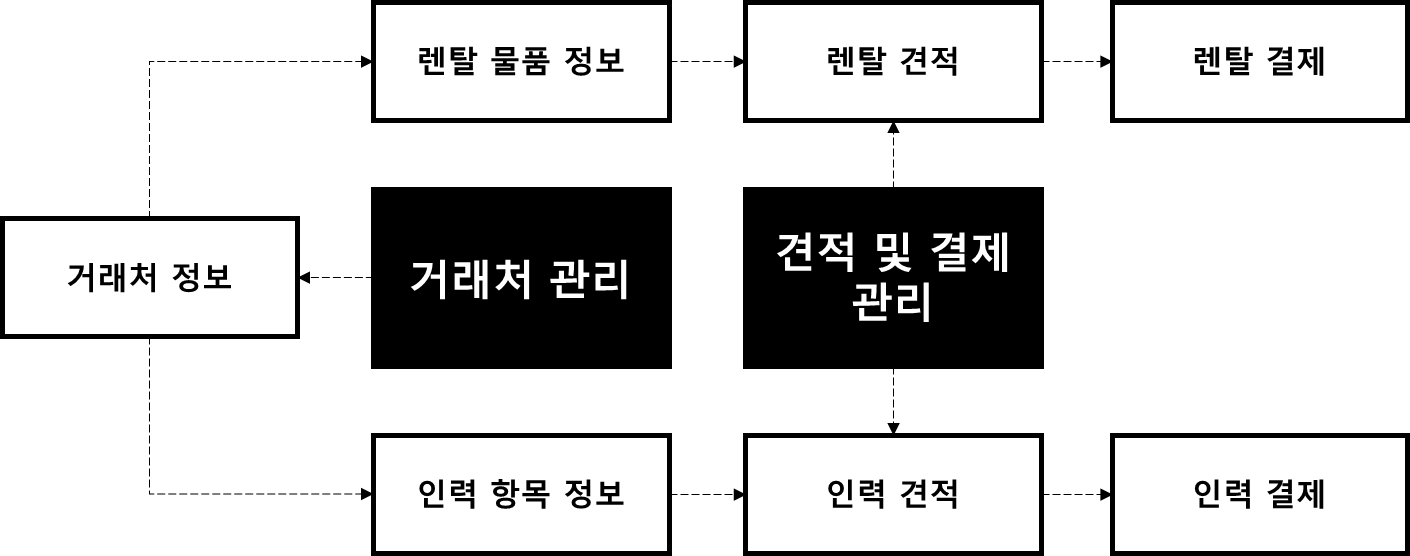 렌탈 물품 정보
렌탈 견적
렌탈 결제
거래처 정보
거래처 관리
견적 및 결제
관리
인력 항목 정보
인력 견적
인력 결제